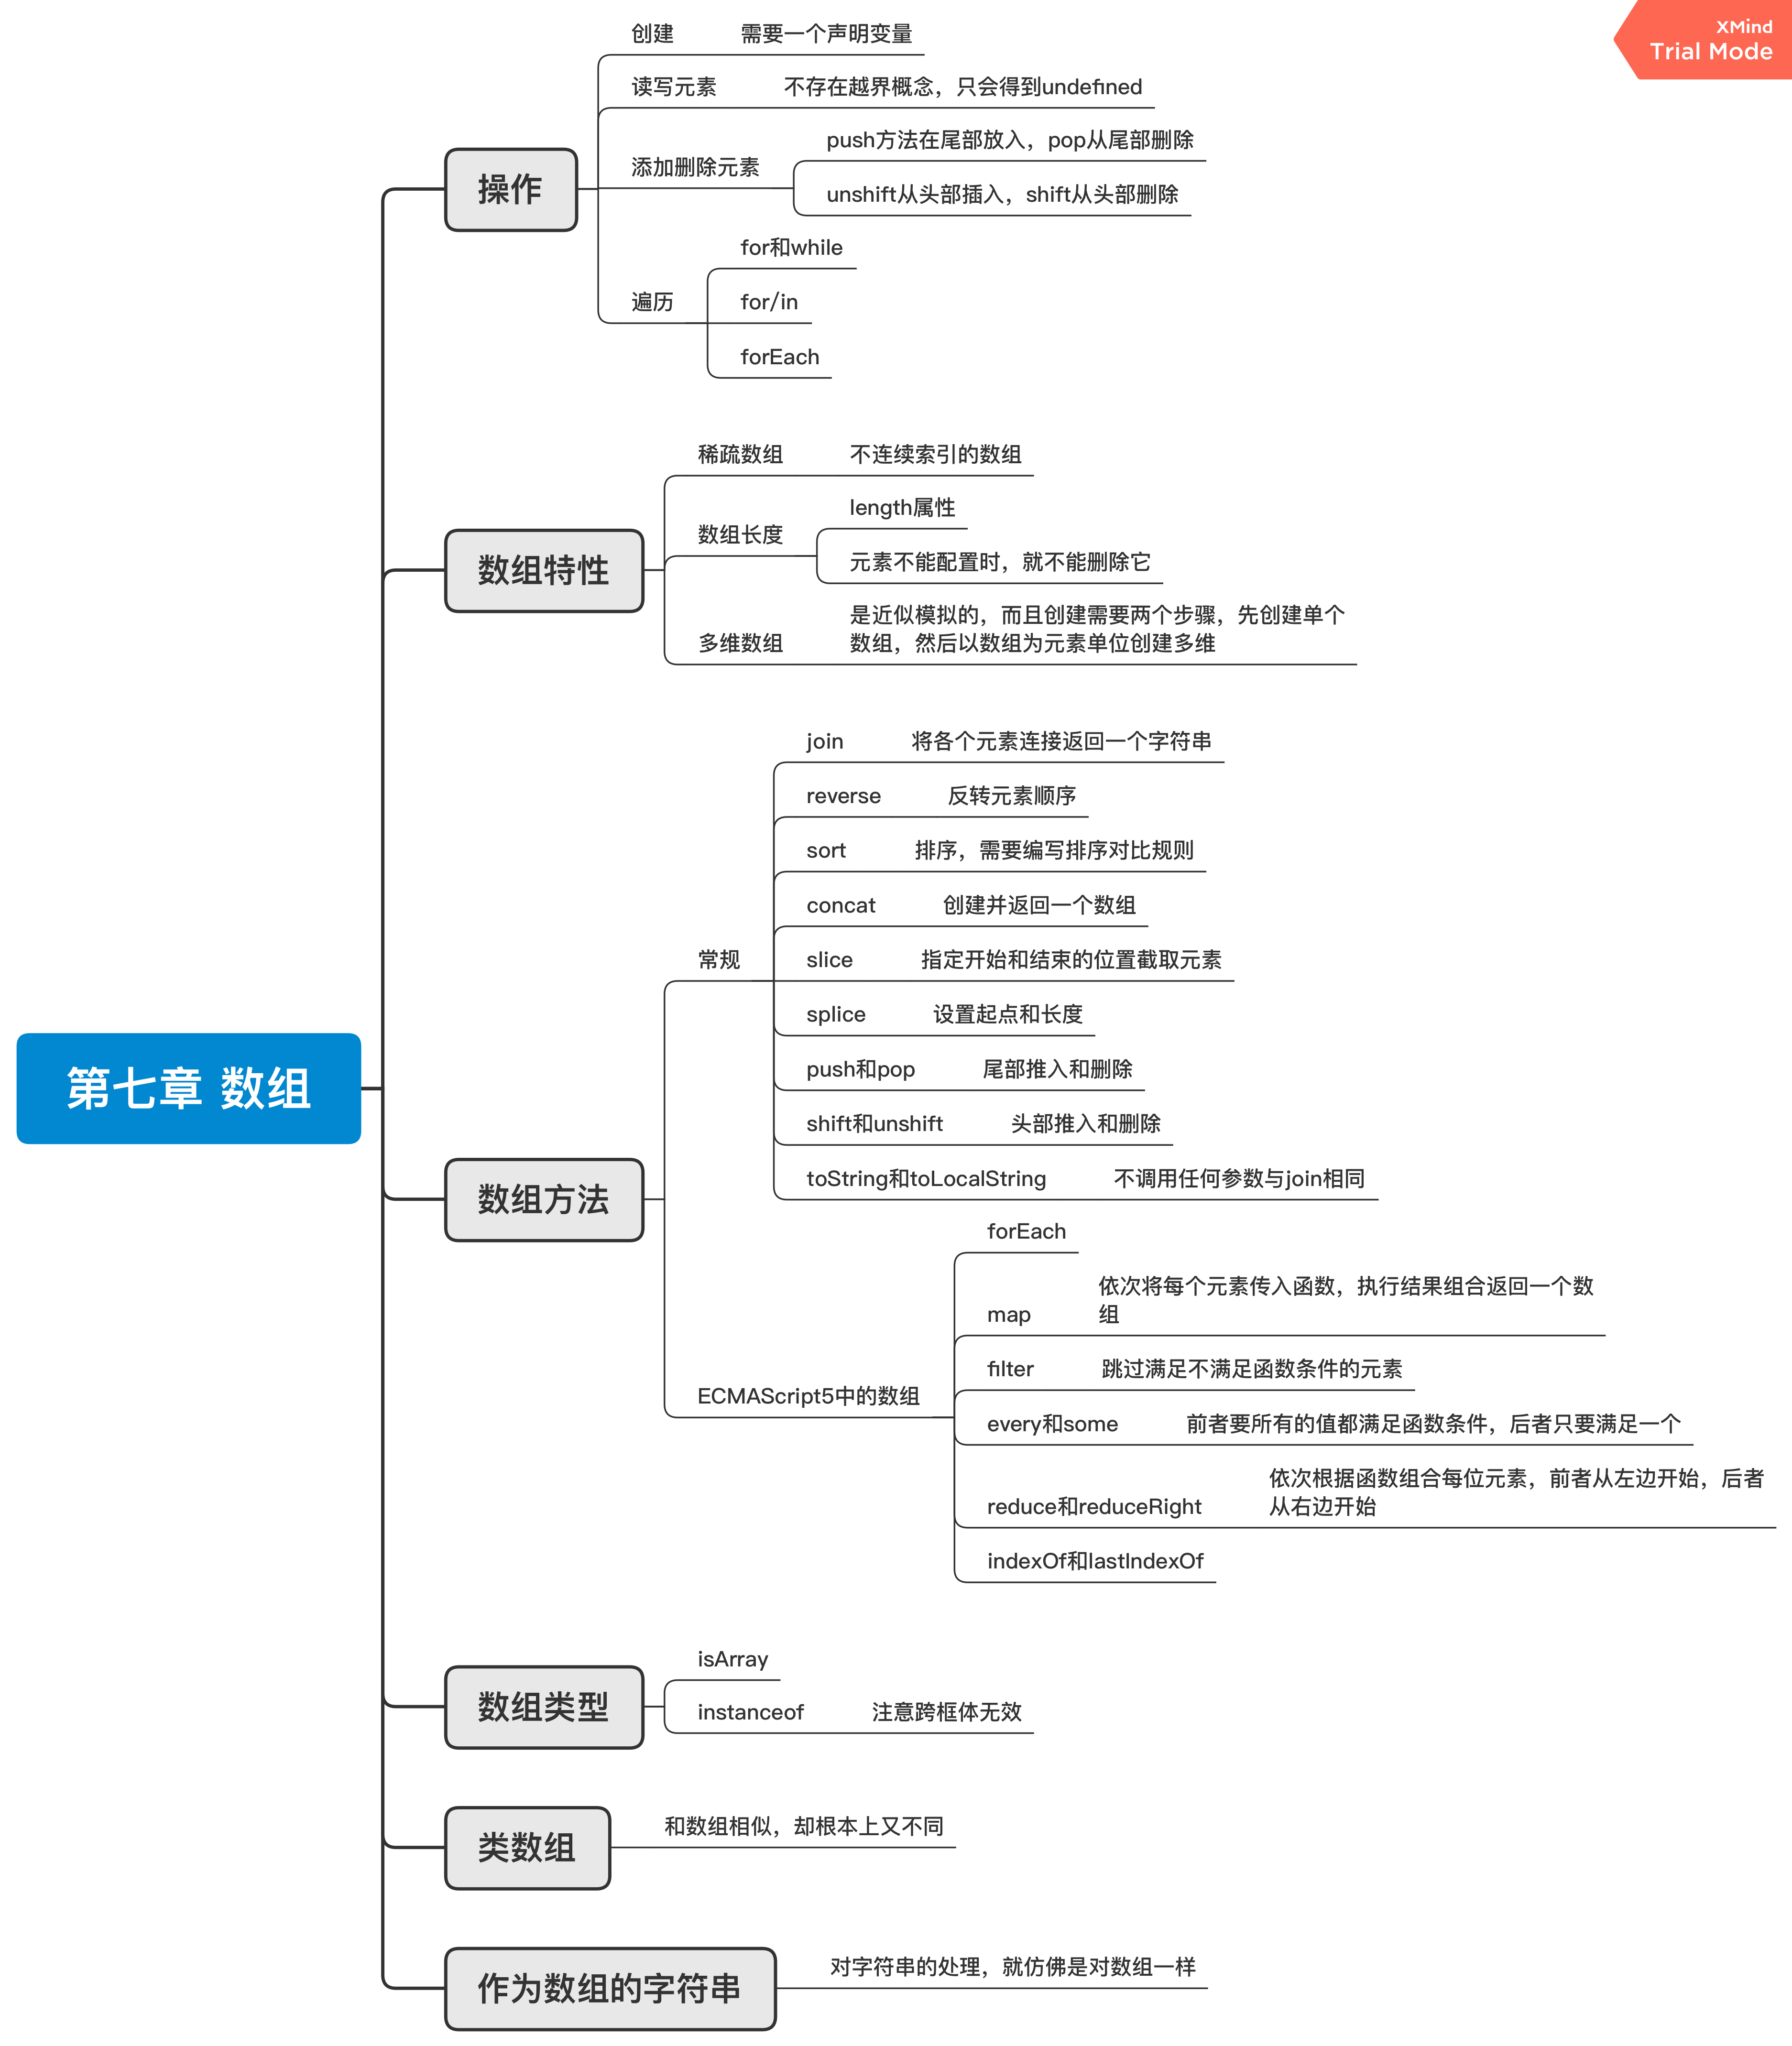 XMind
Trial Mode
第七章 数组
操作
创建
需要一个声明变量
读写元素
不存在越界概念，只会得到undefined
添加删除元素
push方法在尾部放入，pop从尾部删除
unshift从头部插入，shift从头部删除
遍历
for和while
for/in
forEach
数组特性
稀疏数组
不连续索引的数组
数组长度
length属性
元素不能配置时，就不能删除它
多维数组
是近似模拟的，而且创建需要两个步骤，先创建单个
数组，然后以数组为元素单位创建多维
数组方法
常规
join
将各个元素连接返回一个字符串
reverse
反转元素顺序
sort
排序，需要编写排序对比规则
concat
创建并返回一个数组
slice
指定开始和结束的位置截取元素
splice
设置起点和长度
push和pop
尾部推入和删除
shift和unshift
头部推入和删除
toString和toLocalString
不调用任何参数与join相同
ECMAScript5中的数组
forEach
map
依次将每个元素传入函数，执行结果组合返回一个数
组
filter
跳过满足不满足函数条件的元素
every和some
前者要所有的值都满足函数条件，后者只要满足一个
reduce和reduceRight
依次根据函数组合每位元素，前者从左边开始，后者
从右边开始
indexOf和lastIndexOf
数组类型
isArray
instanceof
注意跨框体无效
类数组
和数组相似，却根本上又不同
作为数组的字符串
对字符串的处理，就仿佛是对数组一样